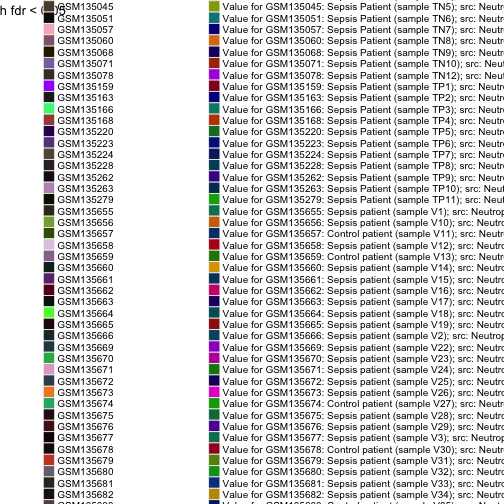 h fdr < 0.05
GSM135045 Value for GSM135045: Sepsis Patient (sample TN5); src: Neutr
GSM135051 Value for GSM135051: Sepsis Patient (sample TN6); src: Neutr
GSM135057 Value for GSM135057: Sepsis Patient (sample TN7); src: Neutr
GSM135060 Value for GSM135060: Sepsis Patient (sample TN8); src: Neutr
GSM135068 Value for GSM135068: Sepsis Patient (sample TN9); src: Neutr
GSM135071 Value for GSM135071: Sepsis Patient (sample TN10); src: Neut
GSM135078 Value for GSM135078: Sepsis Patient (sample TN12); src: Neut
GSM135159 Value for GSM135159: Sepsis Patient (sample TP1); src: Neutr
GSM135163 Value for GSM135163: Sepsis Patient (sample TP2); src: Neutr
GSM135166 Value for GSM135166: Sepsis Patient (sample TP3); src: Neutr
GSM135168 Value for GSM135168: Sepsis Patient (sample TP4); src: Neutr
GSM135220 Value for GSM135220: Sepsis Patient (sample TP5); src: Neutr
GSM135223 Value for GSM135223: Sepsis Patient (sample TP6); src: Neutr
GSM135224 Value for GSM135224: Sepsis Patient (sample TP7); src: Neutr
GSM135228 Value for GSM135228: Sepsis Patient (sample TP8); src: Neutr
GSM135262 Value for GSM135262: Sepsis Patient (sample TP9); src: Neutr
GSM135263 Value for GSM135263: Sepsis Patient (sample TP10); src: Neut
GSM135279 Value for GSM135279: Sepsis Patient (sample TP11); src: Neut
GSM135655 Value for GSM135655: Sepsis patient (sample V1); src: Neutrop
GSM135656 Value for GSM135656: Sepsis patient (sample V10); src: Neutro
GSM135657 Value for GSM135657: Control patient (sample V11); src: Neutr
GSM135658 Value for GSM135658: Sepsis patient (sample V12); src: Neutro
GSM135659 Value for GSM135659: Control patient (sample V13); src: Neutr
GSM135660 Value for GSM135660: Sepsis patient (sample V14); src: Neutro
GSM135661 Value for GSM135661: Sepsis patient (sample V15); src: Neutro
GSM135662 Value for GSM135662: Sepsis patient (sample V16); src: Neutro
GSM135663 Value for GSM135663: Sepsis patient (sample V17); src: Neutro
GSM135664 Value for GSM135664: Sepsis patient (sample V18); src: Neutro
GSM135665 Value for GSM135665: Sepsis patient (sample V19); src: Neutro
GSM135666 Value for GSM135666: Sepsis patient (sample V2); src: Neutrop
GSM135669 Value for GSM135669: Sepsis patient (sample V22); src: Neutro
GSM135670 Value for GSM135670: Sepsis patient (sample V23); src: Neutro
GSM135671 Value for GSM135671: Sepsis patient (sample V24); src: Neutro
GSM135672 Value for GSM135672: Sepsis patient (sample V25); src: Neutro
GSM135673 Value for GSM135673: Sepsis patient (sample V26); src: Neutro
GSM135674 Value for GSM135674: Control patient (sample V27); src: Neutr
GSM135675 Value for GSM135675: Sepsis patient (sample V28); src: Neutro
GSM135676 Value for GSM135676: Sepsis patient (sample V29); src: Neutro
GSM135677 Value for GSM135677: Sepsis patient (sample V3); src: Neutrop
GSM135678 Value for GSM135678: Control patient (sample V30); src: Neutr
GSM135679 Value for GSM135679: Sepsis patient (sample V31); src: Neutro
GSM135680 Value for GSM135680: Sepsis patient (sample V32); src: Neutro
GSM135681 Value for GSM135681: Sepsis patient (sample V33); src: Neutro
GSM135682 Value for GSM135682: Sepsis patient (sample V34); src: Neutro